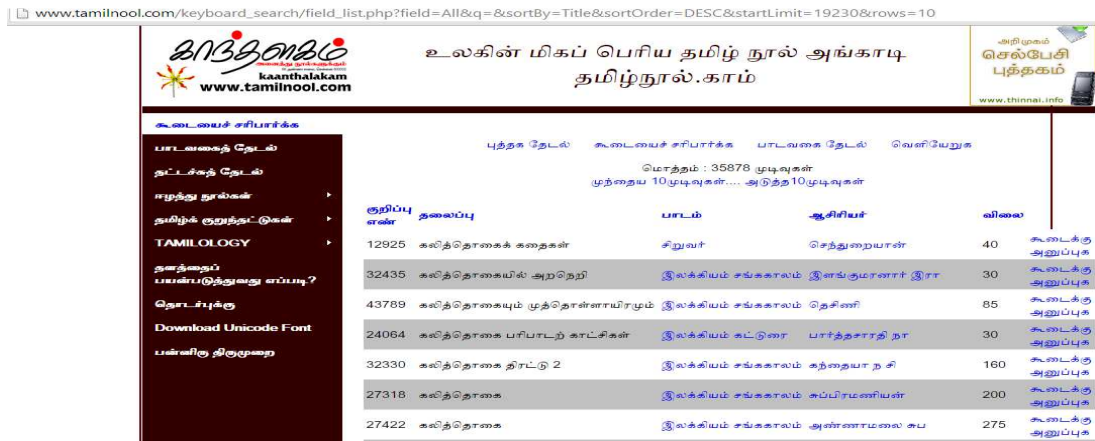 www.tamilnool.com/keyboard_search/field_list.php?field=All&q=&sortBy=Title&sortOrder=DESC&startLimit=19230&rows=10
காந்தளகம்
kaanthalakam
www.tamilnool.com
உலகின் மிகப் பெரிய தமிழ் நூல் அங்காடி
தமிழ்நூல்.காம்
அறிமுகம்
செல்பேசி
புத்தகம்
www.thinnai.info
கூடையைச் சரிபார்க்க
பாடவகைத் தேடல்
தட்டச்சுத் தேடல்
ஈழத்து நூல்கள்
தமிழ்க் குறுந்தட்டுகள்
TAMILOLOGY
தளத்தைப்
பயன்படுத்துவது எப்படி?
தொடர்புக்கு
Download Unicode Font
பன்னிரு திருமுறை
புத்தக தேடல் கூடையைச் சரிபார்க்க பாடவகை தேடல் வெளியேறுக
மொத்தம் : 35878 முடிவுகள்
முந்தைய 10முடிவுகள்.... அடுத்த10முடிவுகள்
குறிப்பு எண் தலைப்பு பாடம் ஆசிரியர் விலை
12925 கலித்தொகைக் கதைகள் சிறுவர் செந்துறையான் 40 கூடைக்கு அனுப்புக
32435 கலித்தொகையில் அறநெறி இலக்கியம் சங்ககாலம் இளங்குமரனார் இரா 30 கூடைக்கு அனுப்புக
43789 கலித்தொகையும் முத்தொள்ளாயிரமும் இலக்கியம் சங்ககாலம் தெசிணி 85 கூடைக்கு அனுப்புக
24064 கலித்தொகை பரிபாடற் காட்சிகள் இலக்கியம் கட்டுரை பார்த்தசாரதி நா 30 கூடைக்கு அனுப்புக
32330 கலித்தொகை திரட்டு 2 இலக்கியம் சங்ககாலம் கந்தையா ந சி 160 கூடைக்கு அனுப்புக
27318 கலித்தொகை இலக்கியம் சங்ககாலம் சுப்பிரமணியன் 200 கூடைக்கு அனுப்புக
27422 கலித்தொகை இலக்கியம் சங்ககாலம் அண்ணாமலை சுப 275 கூடைக்கு அனுப்புக